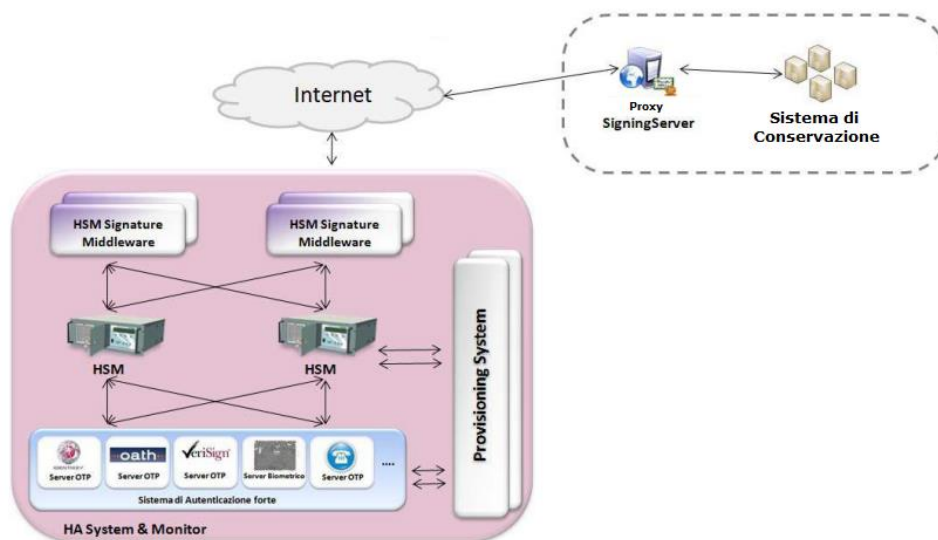 Internet
Proxy
SigningServer
Sistema di
Conservazione
HSM Signature
Middleware
HSM Signature
Middleware
HSM
HSM
Provisioning System
oath
VeriSign
Server OTP
Server OTP
Server OTP
Server Biometrico
Server OTP
....
Sistema di Autenticazione forte
HA System & Monitor